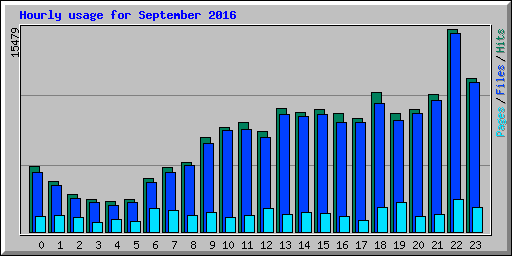 Hourly usage for September 2016
15479
Pages/Files/Hits
0 1 2 3 4 5 6 7 8 9 10 11 12 13 14 15 16 17 18 19 20 21 22 23